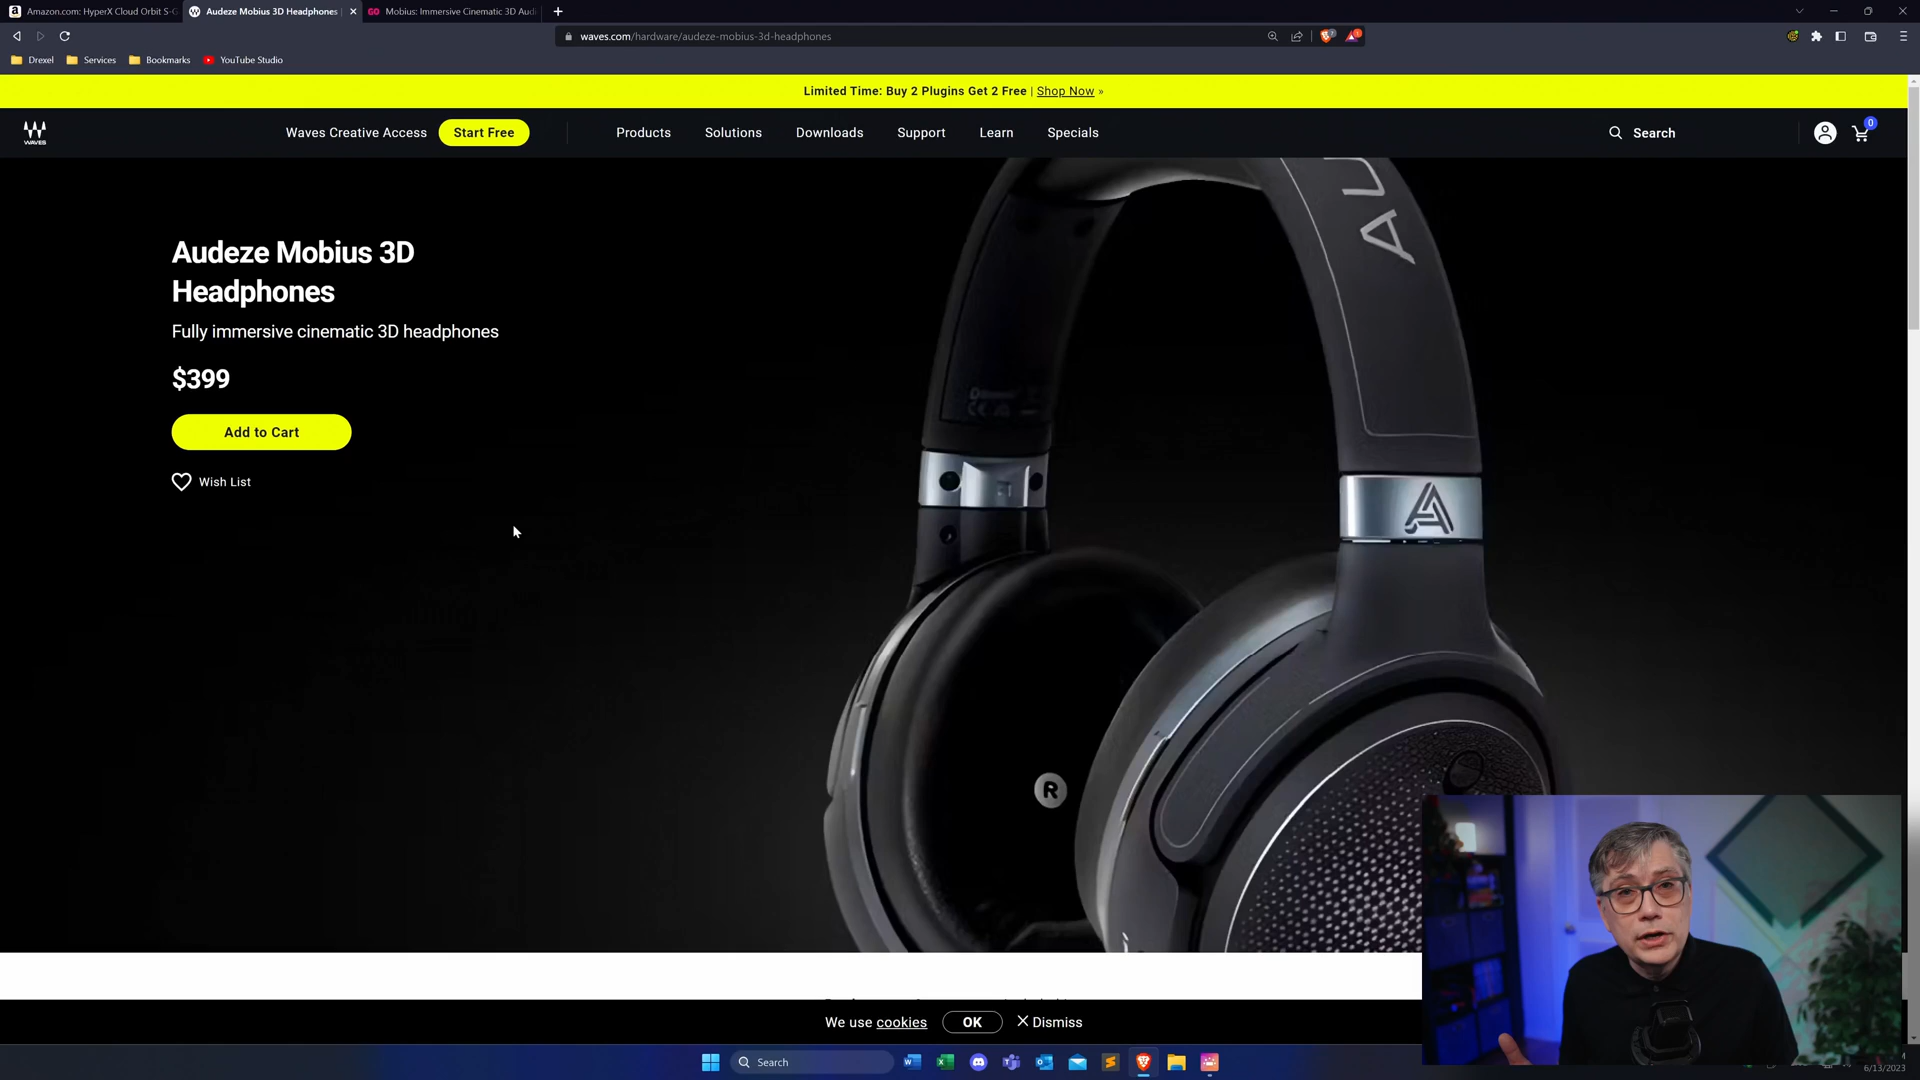 Amazon.com: HyperX Cloud Orbit S-G
Audeze Mobius 3D Headphones
Mobius: Immersive Cinematic 3D Aud
waves.com/hardware/audeze-mobius-3d-headphones
Drexel
Services
Bookmarks
YouTube Studio
Limited Time: Buy 2 Plugins Get 2 Free | Shop Now »
WAVES
Waves Creative Access
Start Free
Products
Solutions
Downloads
Support
Learn
Specials
Search
0
AU
Audeze Mobius 3D
Headphones
Fully immersive cinematic 3D headphones
$399
Add to Cart
Wish List
R
We use cookies
OK
Dismiss
Search
6/13/2023